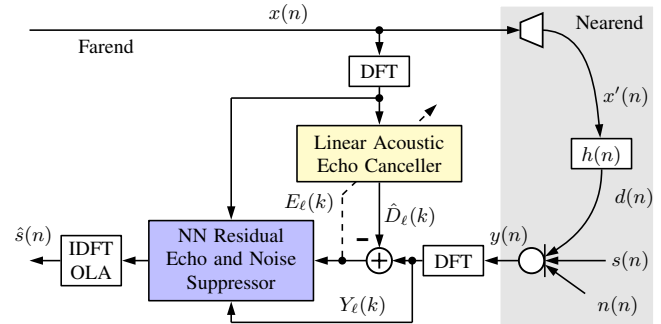 x(n)
Farend
Nearend
DFT
x′(n)
Linear Acoustic
Echo Canceller
h(n)
E_ℓ(k)
D̂_ℓ(k)
d(n)
ŝ(n)
IDFT
OLA
NN Residual
Echo and Noise
Suppressor
−
+
DFT
y(n)
s(n)
Y_ℓ(k)
n(n)